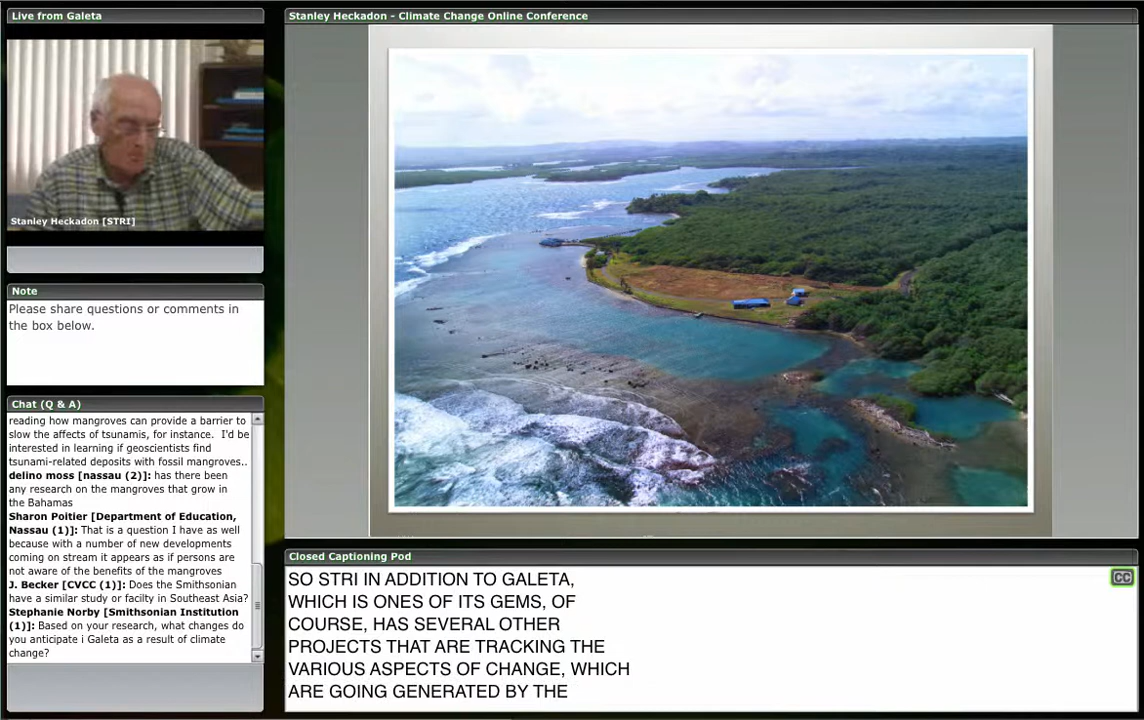 Live from Galeta
Stanley Heckadon [STRI]
Note
Please share questions or comments in
the box below.
Chat (Q & A)
reading how mangroves can provide a barrier to
slow the affects of tsunamis, for instance.  I'd be
interested in learning if geoscientists find
tsunami-related deposits with fossil mangroves..
delino moss [nassau (2)]: has there been
any research on the mangroves that grow in
the Bahamas
Sharon Poitier [Department of Education,
Nassau (1)]: That is a question I have as well
because with a number of new developments
coming on stream it appears as if persons are
not aware of the benefits of the mangroves
J. Becker [CVCC (1)]: Does the Smithsonian
have a similar study or facilty in Southeast Asia?
Stephanie Norby [Smithsonian Institution
(1)]: Based on your research, what changes do
you anticipate i Galeta as a result of climate
change?
Stanley Heckadon - Climate Change Online Conference
Closed Captioning Pod
CC
SO STRI IN ADDITION TO GALETA,
WHICH IS ONES OF ITS GEMS, OF
COURSE, HAS SEVERAL OTHER
PROJECTS THAT ARE TRACKING THE
VARIOUS ASPECTS OF CHANGE, WHICH
ARE GOING GENERATED BY THE